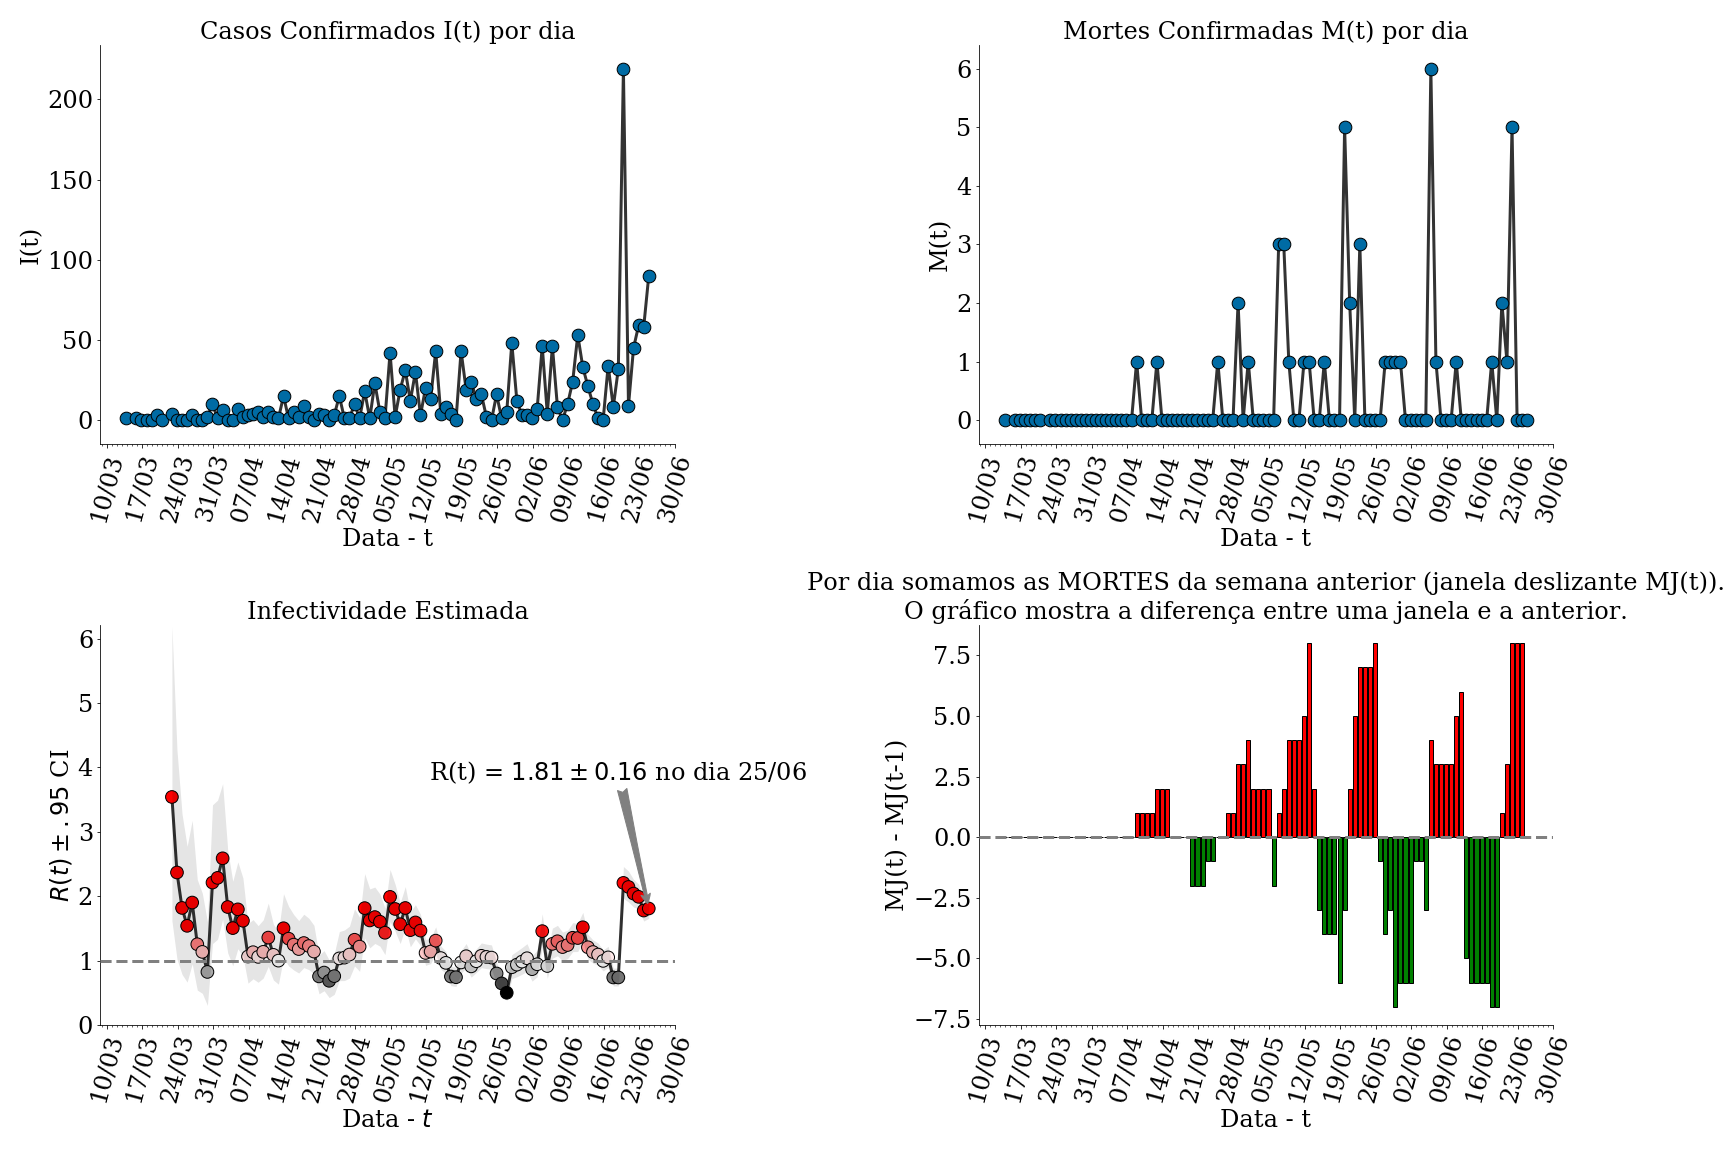 Casos Confirmados I(t) por dia
I(t)
200
150
100
50
0
10/03 17/03 24/03 31/03 07/04 14/04 21/04 28/04 05/05 12/05 19/05 26/05 02/06 09/06 16/06 23/06 30/06
Data - t
Mortes Confirmadas M(t) por dia
M(t)
6
5
4
3
2
1
0
10/03 17/03 24/03 31/03 07/04 14/04 21/04 28/04 05/05 12/05 19/05 26/05 02/06 09/06 16/06 23/06 30/06
Data - t
Infectividade Estimada
R(t) ± .95 CI
6
5
4
3
2
1
0
R(t) = 1.81 ± 0.16 no dia 25/06
10/03 17/03 24/03 31/03 07/04 14/04 21/04 28/04 05/05 12/05 19/05 26/05 02/06 09/06 16/06 23/06 30/06
Data - t
Por dia somamos as MORTES da semana anterior (janela deslizante MJ(t)).
O gráfico mostra a diferença entre uma janela e a anterior.
MJ(t) - MJ(t-1)
7.5
5.0
2.5
0.0
−2.5
−5.0
−7.5
10/03 17/03 24/03 31/03 07/04 14/04 21/04 28/04 05/05 12/05 19/05 26/05 02/06 09/06 16/06 23/06 30/06
Data - t